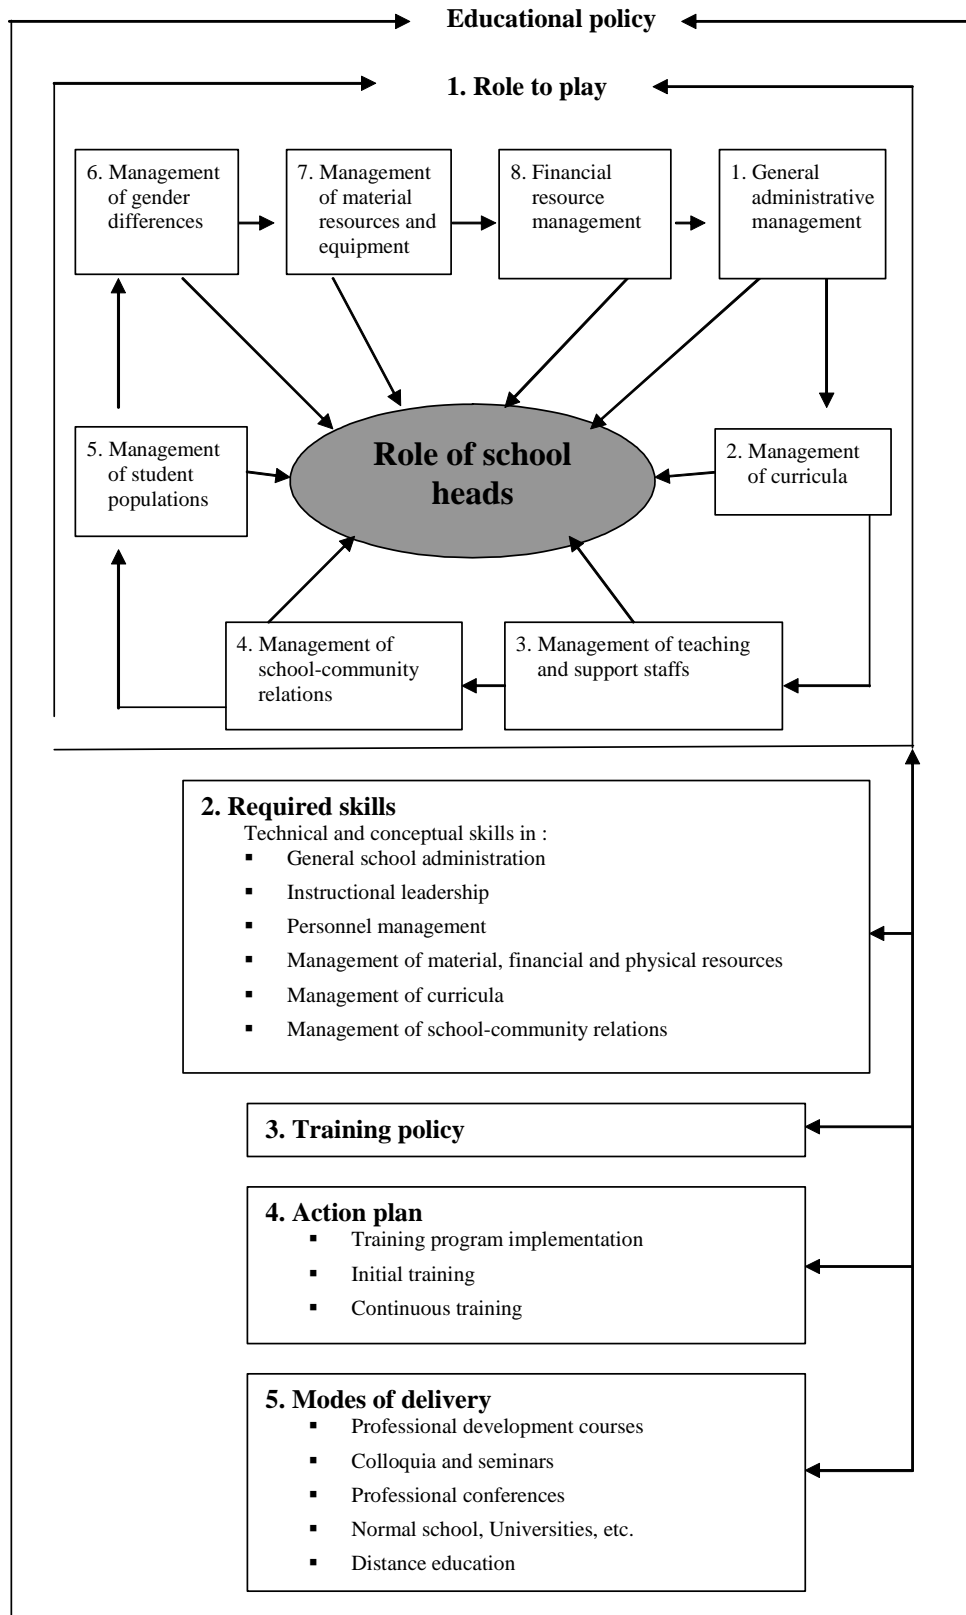 Educational policy
1. Role to play
6. Management
of gender
differences
7. Management
of material
resources and
equipment
8. Financial
resource
management
1. General
administrative
management
Role of school
heads
5. Management
of student
populations
2. Management
of curricula
4. Management of
school-community
relations
3. Management of teaching
and support staffs
2. Required skills
Technical and conceptual skills in :
▪ General school administration
▪ Instructional leadership
▪ Personnel management
▪ Management of material, financial and physical resources
▪ Management of curricula
▪ Management of school-community relations
3. Training policy
4. Action plan
▪ Training program implementation
▪ Initial training
▪ Continuous training
5. Modes of delivery
▪ Professional development courses
▪ Colloquia and seminars
▪ Professional conferences
▪ Normal school, Universities, etc.
▪ Distance education